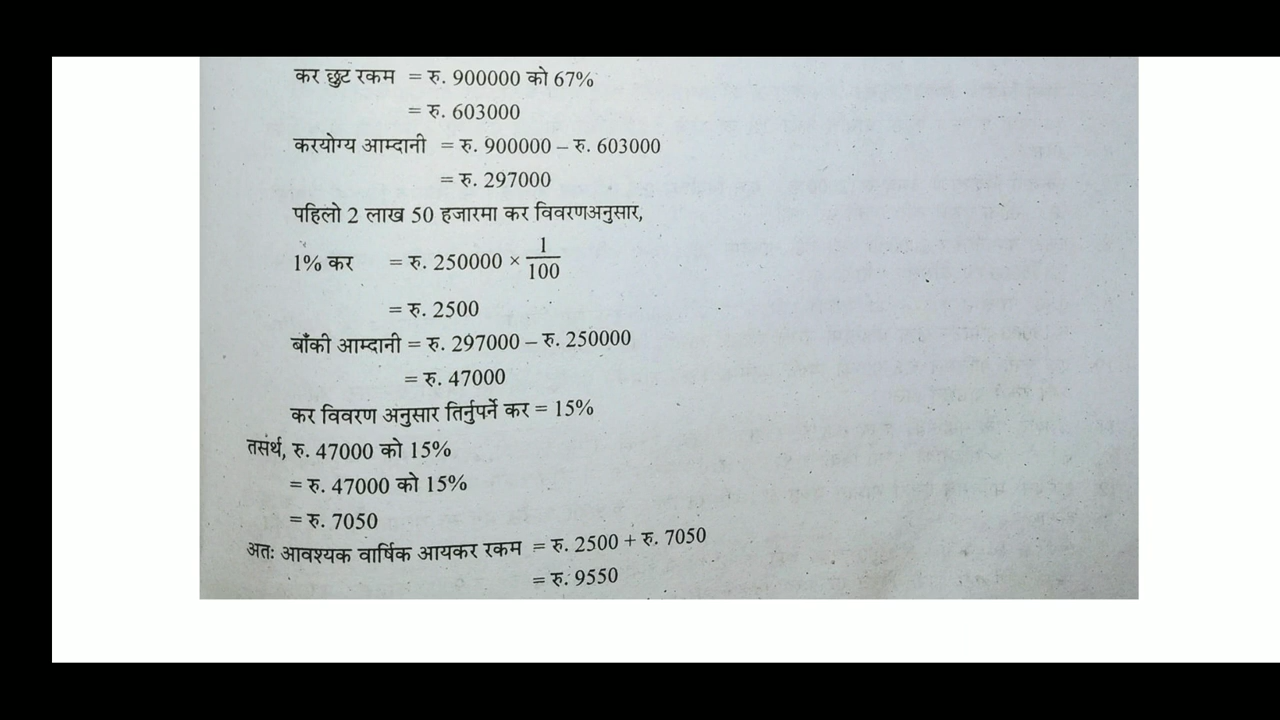 कर छुट रकम = रु. 900000 को 67%
= रु. 603000
करयोग्य आम्दानी = रु. 900000 – रु. 603000
= रु. 297000
पहिलो 2 लाख 50 हजारमा कर विवरणअनुसार,
1% कर = रु. 250000 × 1/100
= रु. 2500
बाँकी आम्दानी = रु. 297000 – रु. 250000
= रु. 47000
कर विवरण अनुसार तिर्नुपर्ने कर = 15%
तसर्थ, रु. 47000 को 15%
= रु. 47000 को 15%
= रु. 7050
अतः आवश्यक वार्षिक आयकर रकम = रु. 2500 + रु. 7050
= रु. 9550